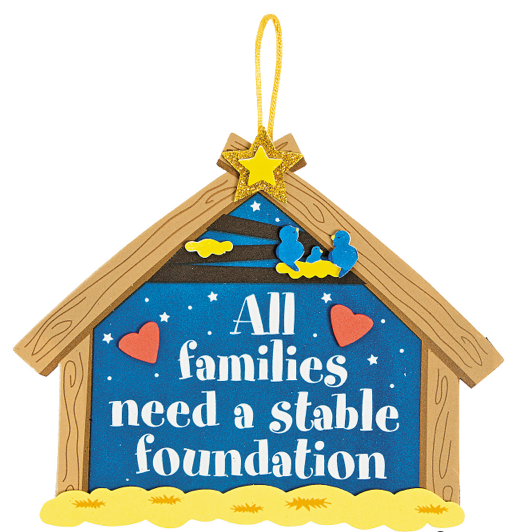 All
families
need a stable
foundation